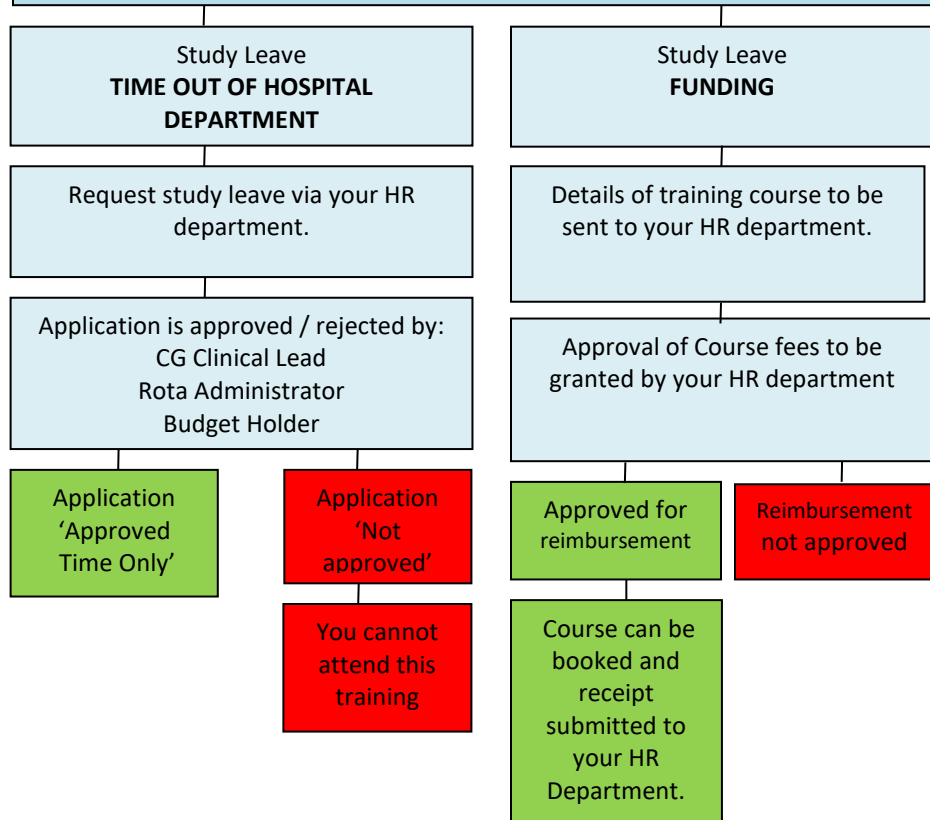 Study Leave
TIME OUT OF HOSPITAL
DEPARTMENT
Request study leave via your HR
department.
Application is approved / rejected by:
CG Clinical Lead
Rota Administrator
Budget Holder
Application
‘Approved
Time Only’
Application
‘Not
approved’
You cannot
attend this
training
Study Leave
FUNDING
Details of training course to be
sent to your HR department.
Approval of Course fees to be
granted by your HR department
Approved for
reimbursement
Reimbursement
not approved
Course can be
booked and
receipt
submitted to
your HR
Department.